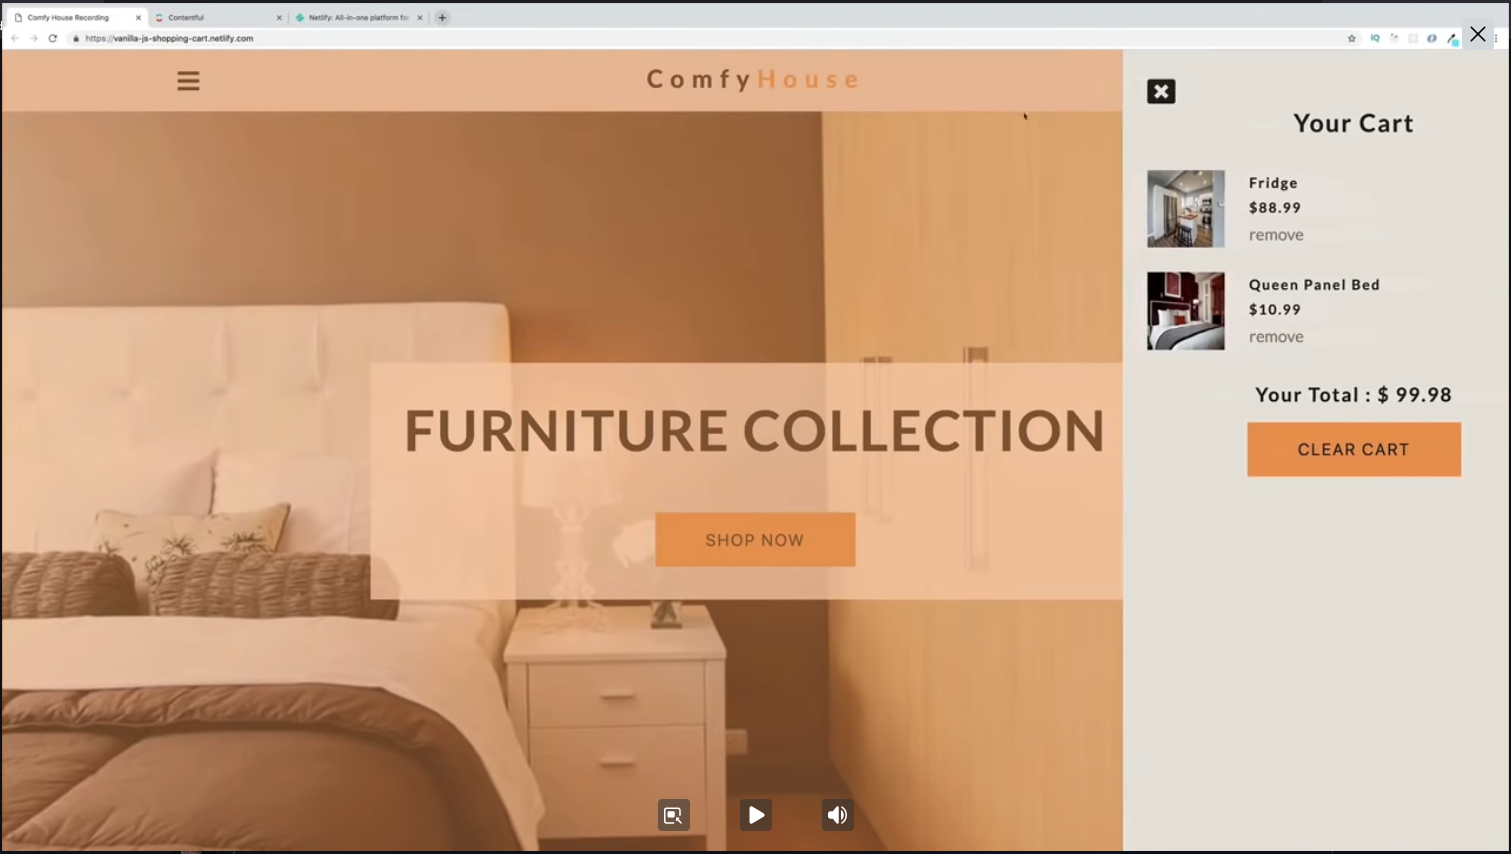 Comfy House Recording
Contentful
Netlify: All-in-one platform for
https://vanilla-js-shopping-cart.netlify.com
ComfyHouse
Your Cart
Fridge
$88.99
remove
Queen Panel Bed
$10.99
remove
Your Total : $ 99.98
CLEAR CART
FURNITURE COLLECTION
SHOP NOW